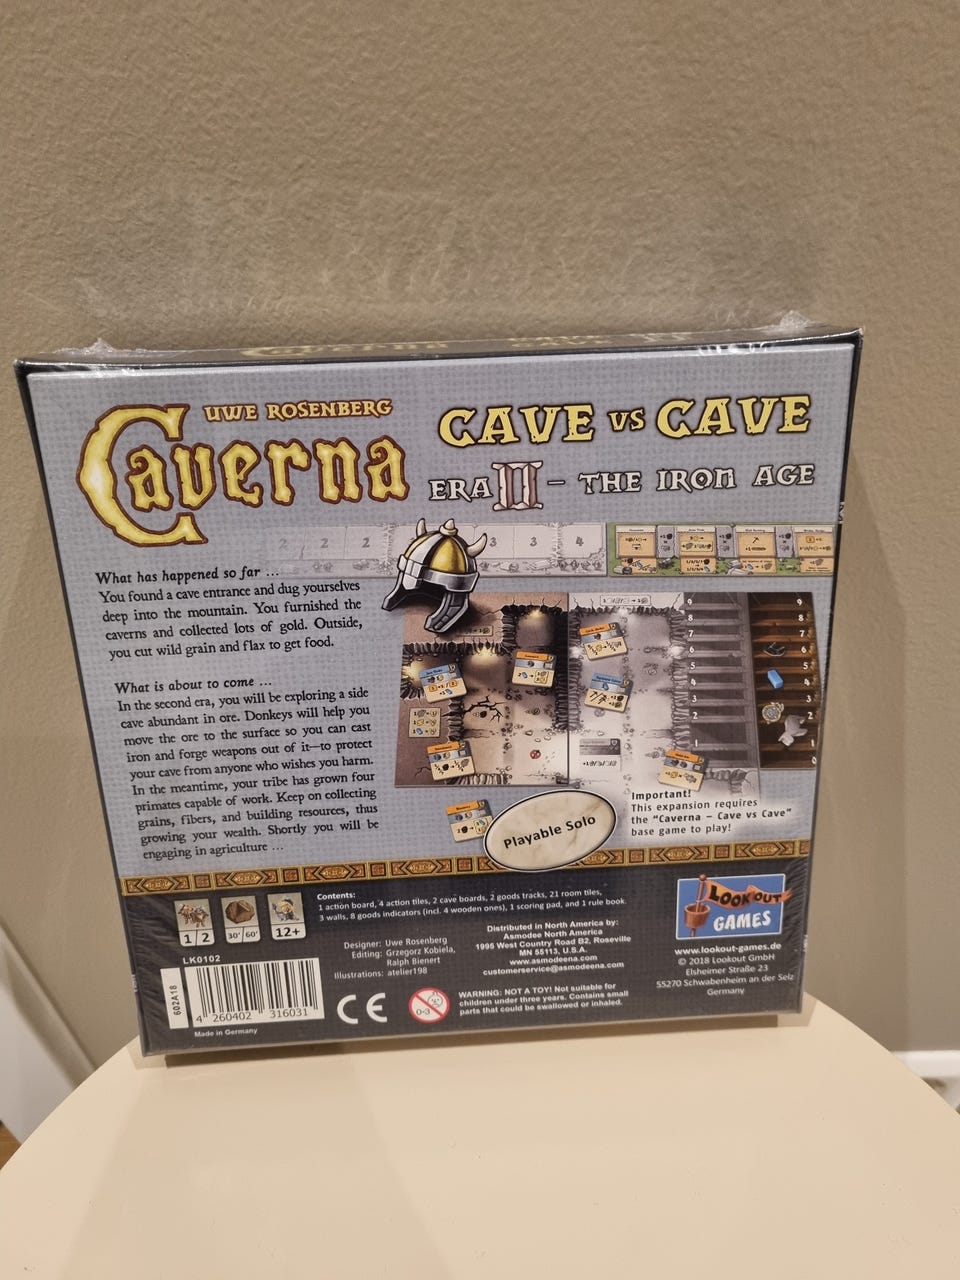 UWE ROSENBERG
Caverna
CAVE vs CAVE
ERA II – THE IRON AGE
2 2 2 3 3 4
What has happened so far ...
You found a cave entrance and dug yourselves
deep into the mountain. You furnished the
caverns and collected lots of gold. Outside,
you cut wild grain and flax to get food.
What is about to come ...
In the second era, you will be exploring a side
cave abundant in ore. Donkeys will help you
move the ore to the surface so you can cast
iron and forge weapons out of it—to protect
your cave from anyone who wishes you harm.
In the meantime, your tribe has grown four
primates capable of work. Keep on collecting
grains, fibers, and building resources, thus
growing your wealth. Shortly you will be
engaging in agriculture ...
Playable Solo
Important!
This expansion requires
the "Caverna – Cave vs Cave"
base game to play!
1/2
30'/60'
12+
Contents:
1 action board, 4 action tiles, 2 cave boards, 2 goods tracks, 21 room tiles,
3 walls, 8 goods indicators (incl. 4 wooden ones), 1 scoring pad, and 1 rule book.
Designer: Uwe Rosenberg
Editing: Grzegorz Kobiela,
Ralph Bienert
Illustrations: atelier198
Distributed in North America by:
Asmodee North America
1995 West Country Road B2, Roseville
MN 55113, U.S.A.
www.asmodeena.com
customerservice@asmodeena.com
LOOKOUT
GAMES
www.lookout-games.de
© 2018 Lookout GmbH
Elsheimer Straße 23
55270 Schwabenheim an der Selz
Germany
LK0102
602A18
4 260402 316031
Made in Germany
CE
0-3
WARNING: NOT A TOY! Not suitable for
children under three years. Contains small
parts that could be swallowed or inhaled.